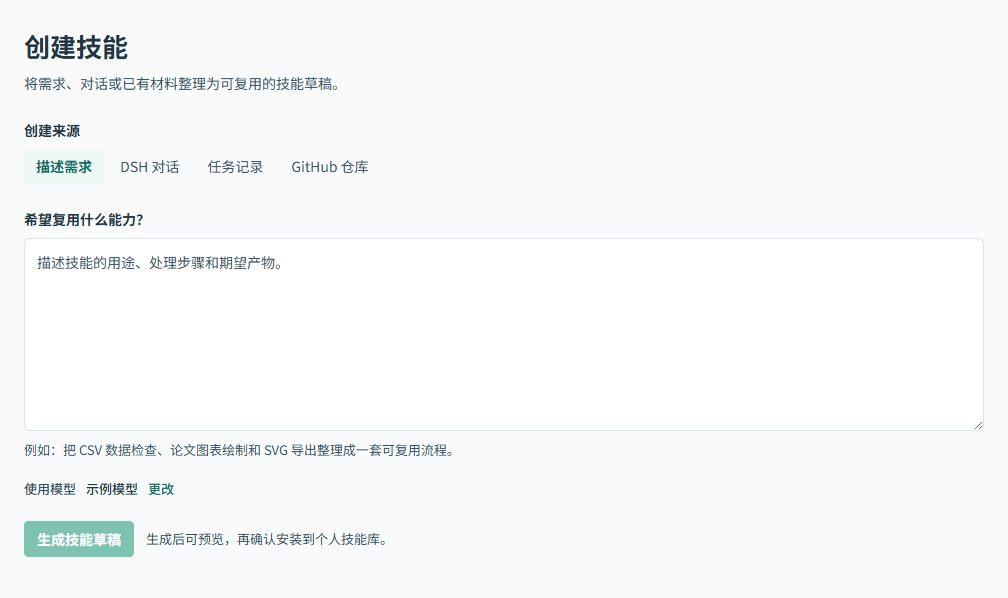 创建技能
将需求、对话或已有材料整理为可复用的技能草稿。
创建来源
描述需求 DSH 对话 任务记录 GitHub 仓库
希望复用什么能力？
描述技能的用途、处理步骤和期望产物。
例如：把 CSV 数据检查、论文图表绘制和 SVG 导出整理成一套可复用流程。
使用模型 示例模型 更改
生成技能草稿 生成后可预览，再确认安装到个人技能库。